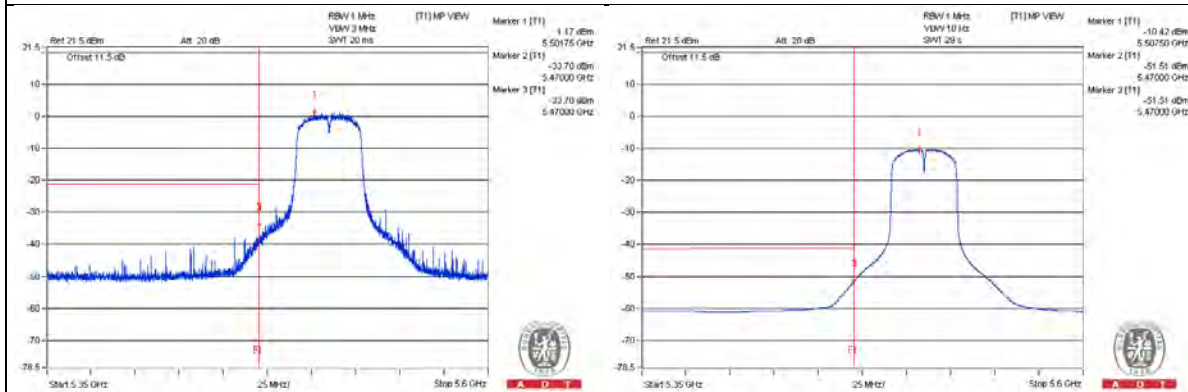 RBW 1 MHz
[T1] MP VIEW
VBW 3 MHz
Ref 21.5 dBm
Att 20 dB
SWT 20 ms
Marker 1 [T1]
1.17 dBm
5.50175 GHz
Marker 2 [T1]
-33.70 dBm
5.47000 GHz
Marker 3 [T1]
-33.70 dBm
5.47000 GHz
21.5
Offset 11.5 dB
10
0
-10
-20
-30
-40
-50
-60
-70
-78.5
1
3
F1
Start 5.35 GHz
25 MHz/
Stop 5.6 GHz
A D T
RBW 1 MHz
[T1] MP VIEW
VBW 10 Hz
Ref 21.5 dBm
Att 20 dB
SWT 29 s
Marker 1 [T1]
-10.42 dBm
5.50750 GHz
Marker 2 [T1]
-51.51 dBm
5.47000 GHz
Marker 3 [T1]
-51.51 dBm
5.47000 GHz
21.5
Offset 11.5 dB
10
0
-10
-20
-30
-40
-50
-60
-70
-78.5
1
3
F1
Start 5.35 GHz
25 MHz/
Stop 5.6 GHz
A D T